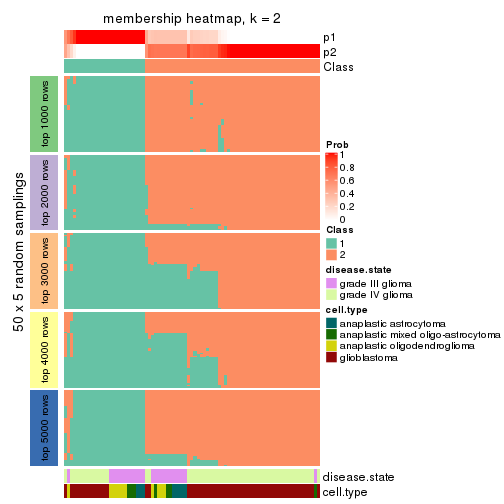 membership heatmap, k = 2
p1
p2
Class
50 x 5 random samplings
top 1000 rows
top 2000 rows
top 3000 rows
top 4000 rows
top 5000 rows
Prob
1
0.8
0.6
0.4
0.2
0
Class
1
2
disease.state
grade III glioma
grade IV glioma
cell.type
anaplastic astrocytoma
anaplastic mixed oligo-astrocytoma
anaplastic oligodendroglioma
glioblastoma
disease.state
cell.type